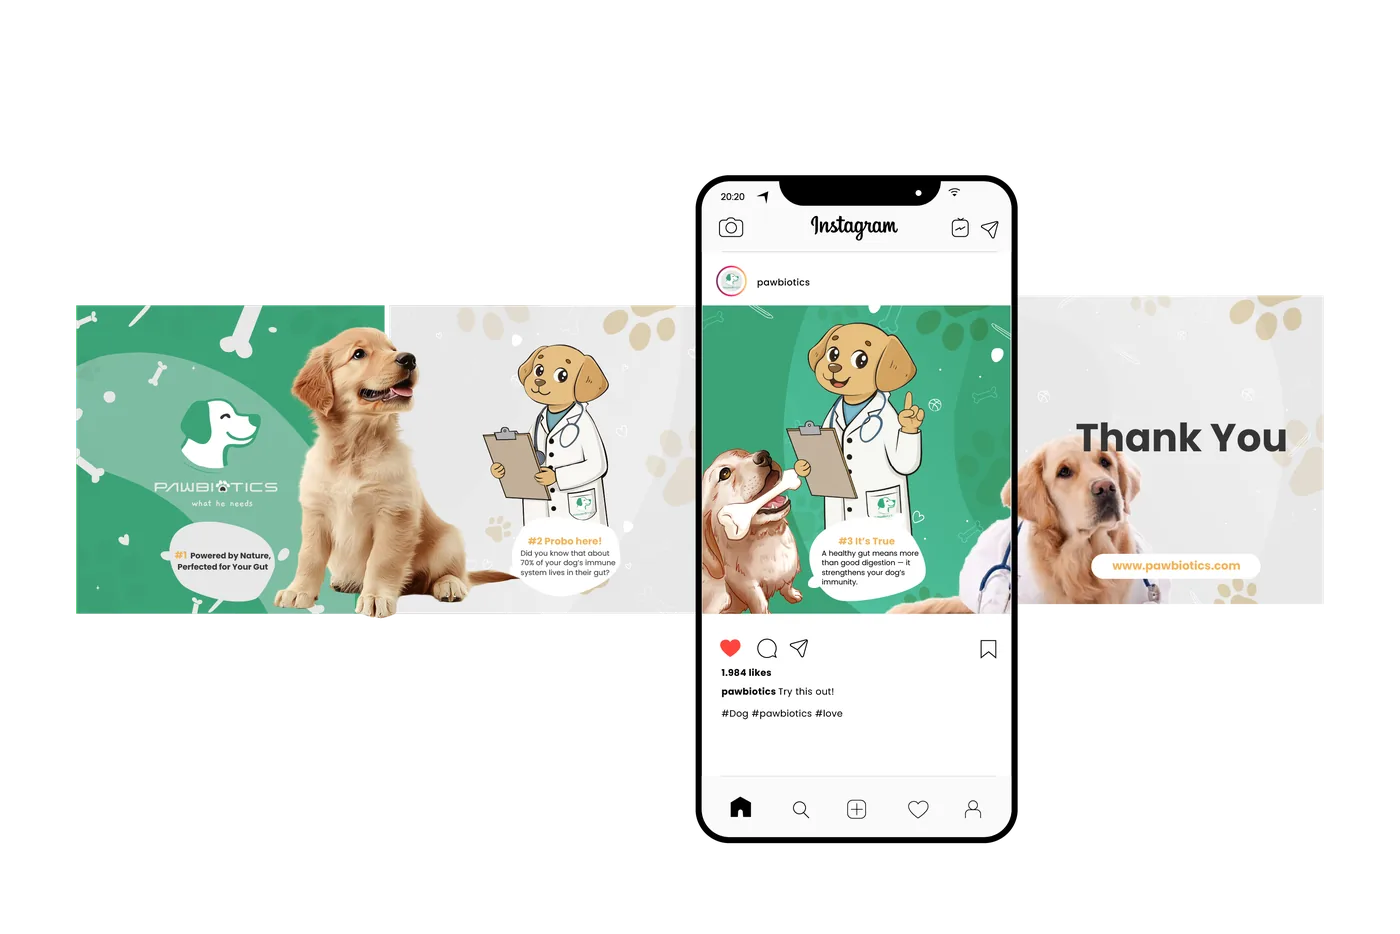 PAWBIOTICS
what he needs
#1 Powered by Nature,
Perfected for Your Gut
#2 Probo here!
Did you know that about
70% of your dog's immune
system lives in their gut?
20:20
Instagram
pawbiotics
#3 It's True
A healthy gut means more
than good digestion — it
strengthens your dog's
immunity.
1.984 likes
pawbiotics Try this out!
#Dog #pawbiotics #love
Thank You
www.pawbiotics.com